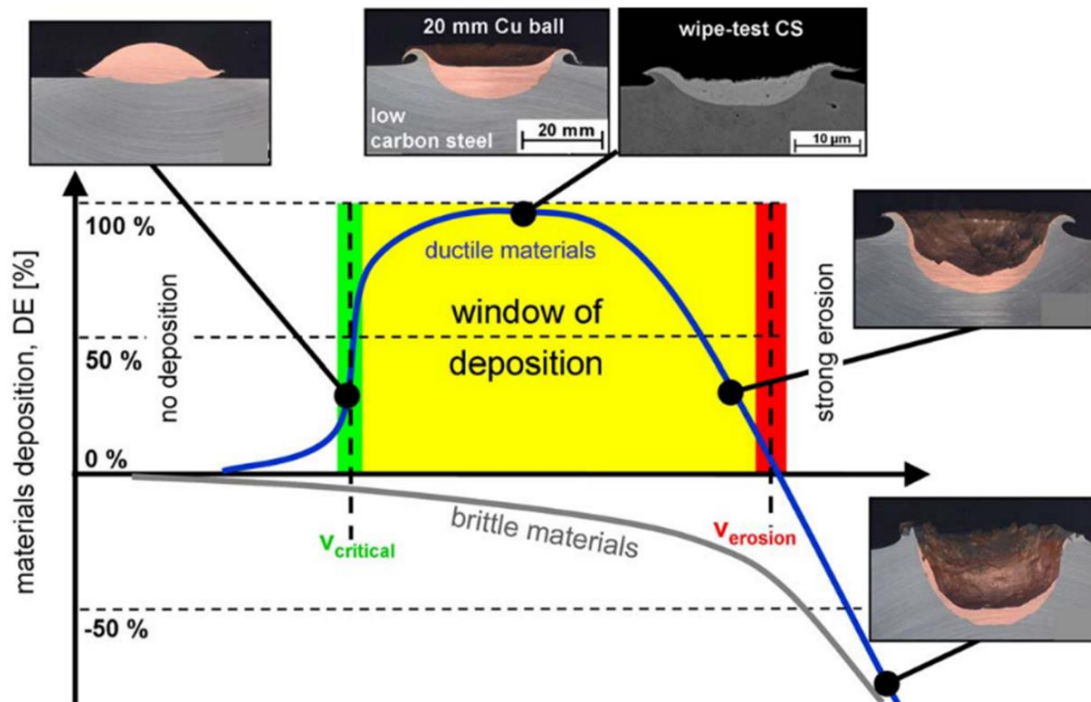 20 mm Cu ball
wipe-test CS
low
carbon steel
20 mm
10 µm
materials deposition, DE [%]
100 %
50 %
0 %
-50 %
no deposition
ductile materials
window of
deposition
strong erosion
brittle materials
Vcritical
Verosion